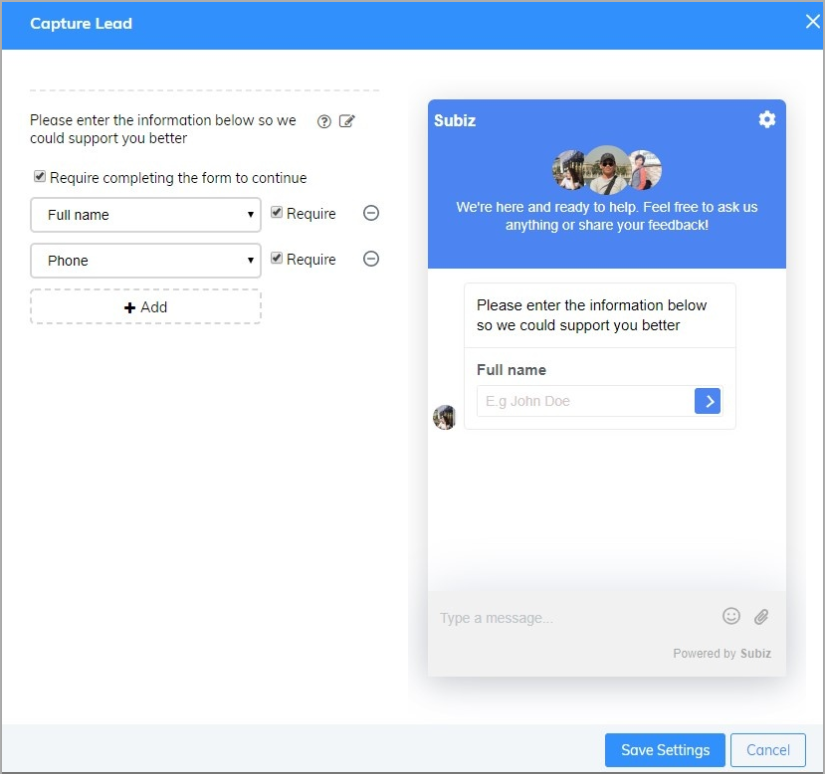 Capture Lead
Please enter the information below so we
could support you better
Require completing the form to continue
Full name
Require
Phone
Require
Add
Subiz
We're here and ready to help. Feel free to ask us
anything or share your feedback!
Please enter the information below
so we could support you better
Full name
E.g John Doe
Type a message...
Powered by Subiz
Save Settings
Cancel